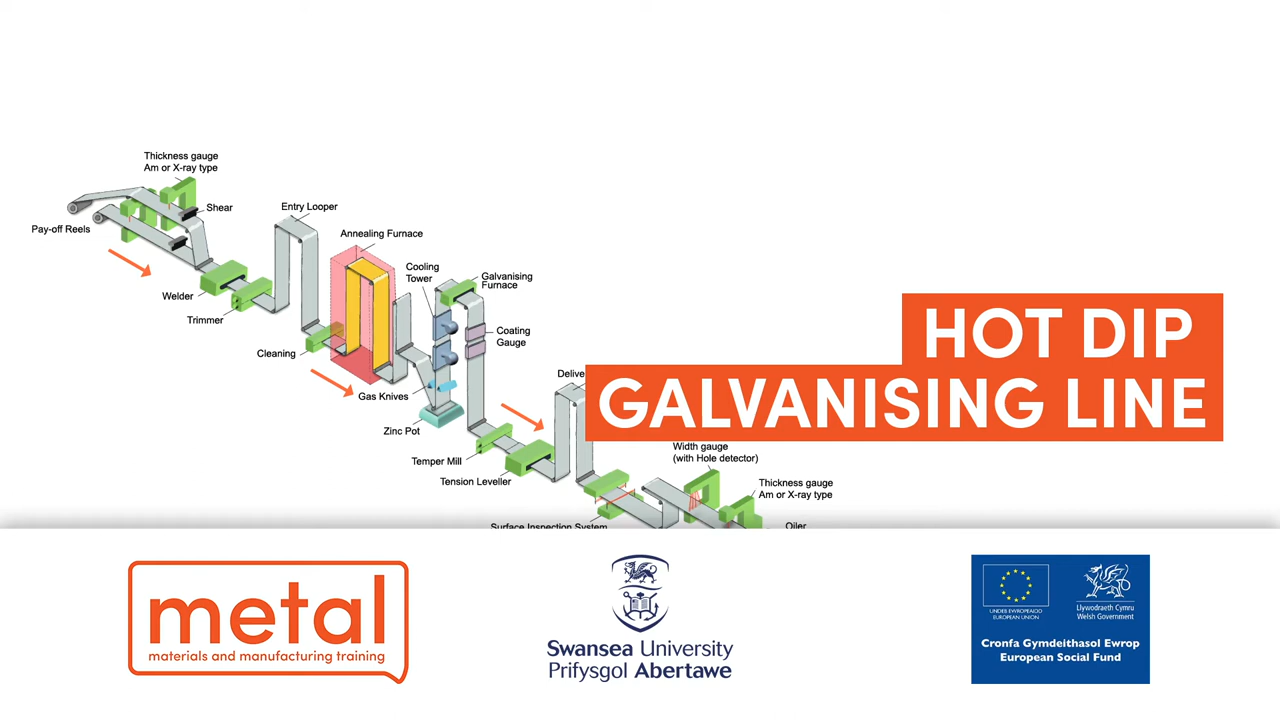 Thickness gauge
Am or X-ray type
Shear
Pay-off Reels
Entry Looper
Annealing Furnace
Cooling
Tower
Galvanising
Furnace
Welder
Trimmer
Coating
Gauge
Cleaning
Gas Knives
Zinc Pot
Temper Mill
Tension Leveller
HOT DIP
GALVANISING LINE
Width gauge
(with Hole detector)
Thickness gauge
Am or X-ray type
Surface Inspection System
Oiler
metal
materials and manufacturing training
Swansea University
Prifysgol Abertawe
UNDEB EWROPEAIDD
EUROPEAN UNION
Llywodraeth Cymru
Welsh Government
Cronfa Gymdeithasol Ewrop
European Social Fund